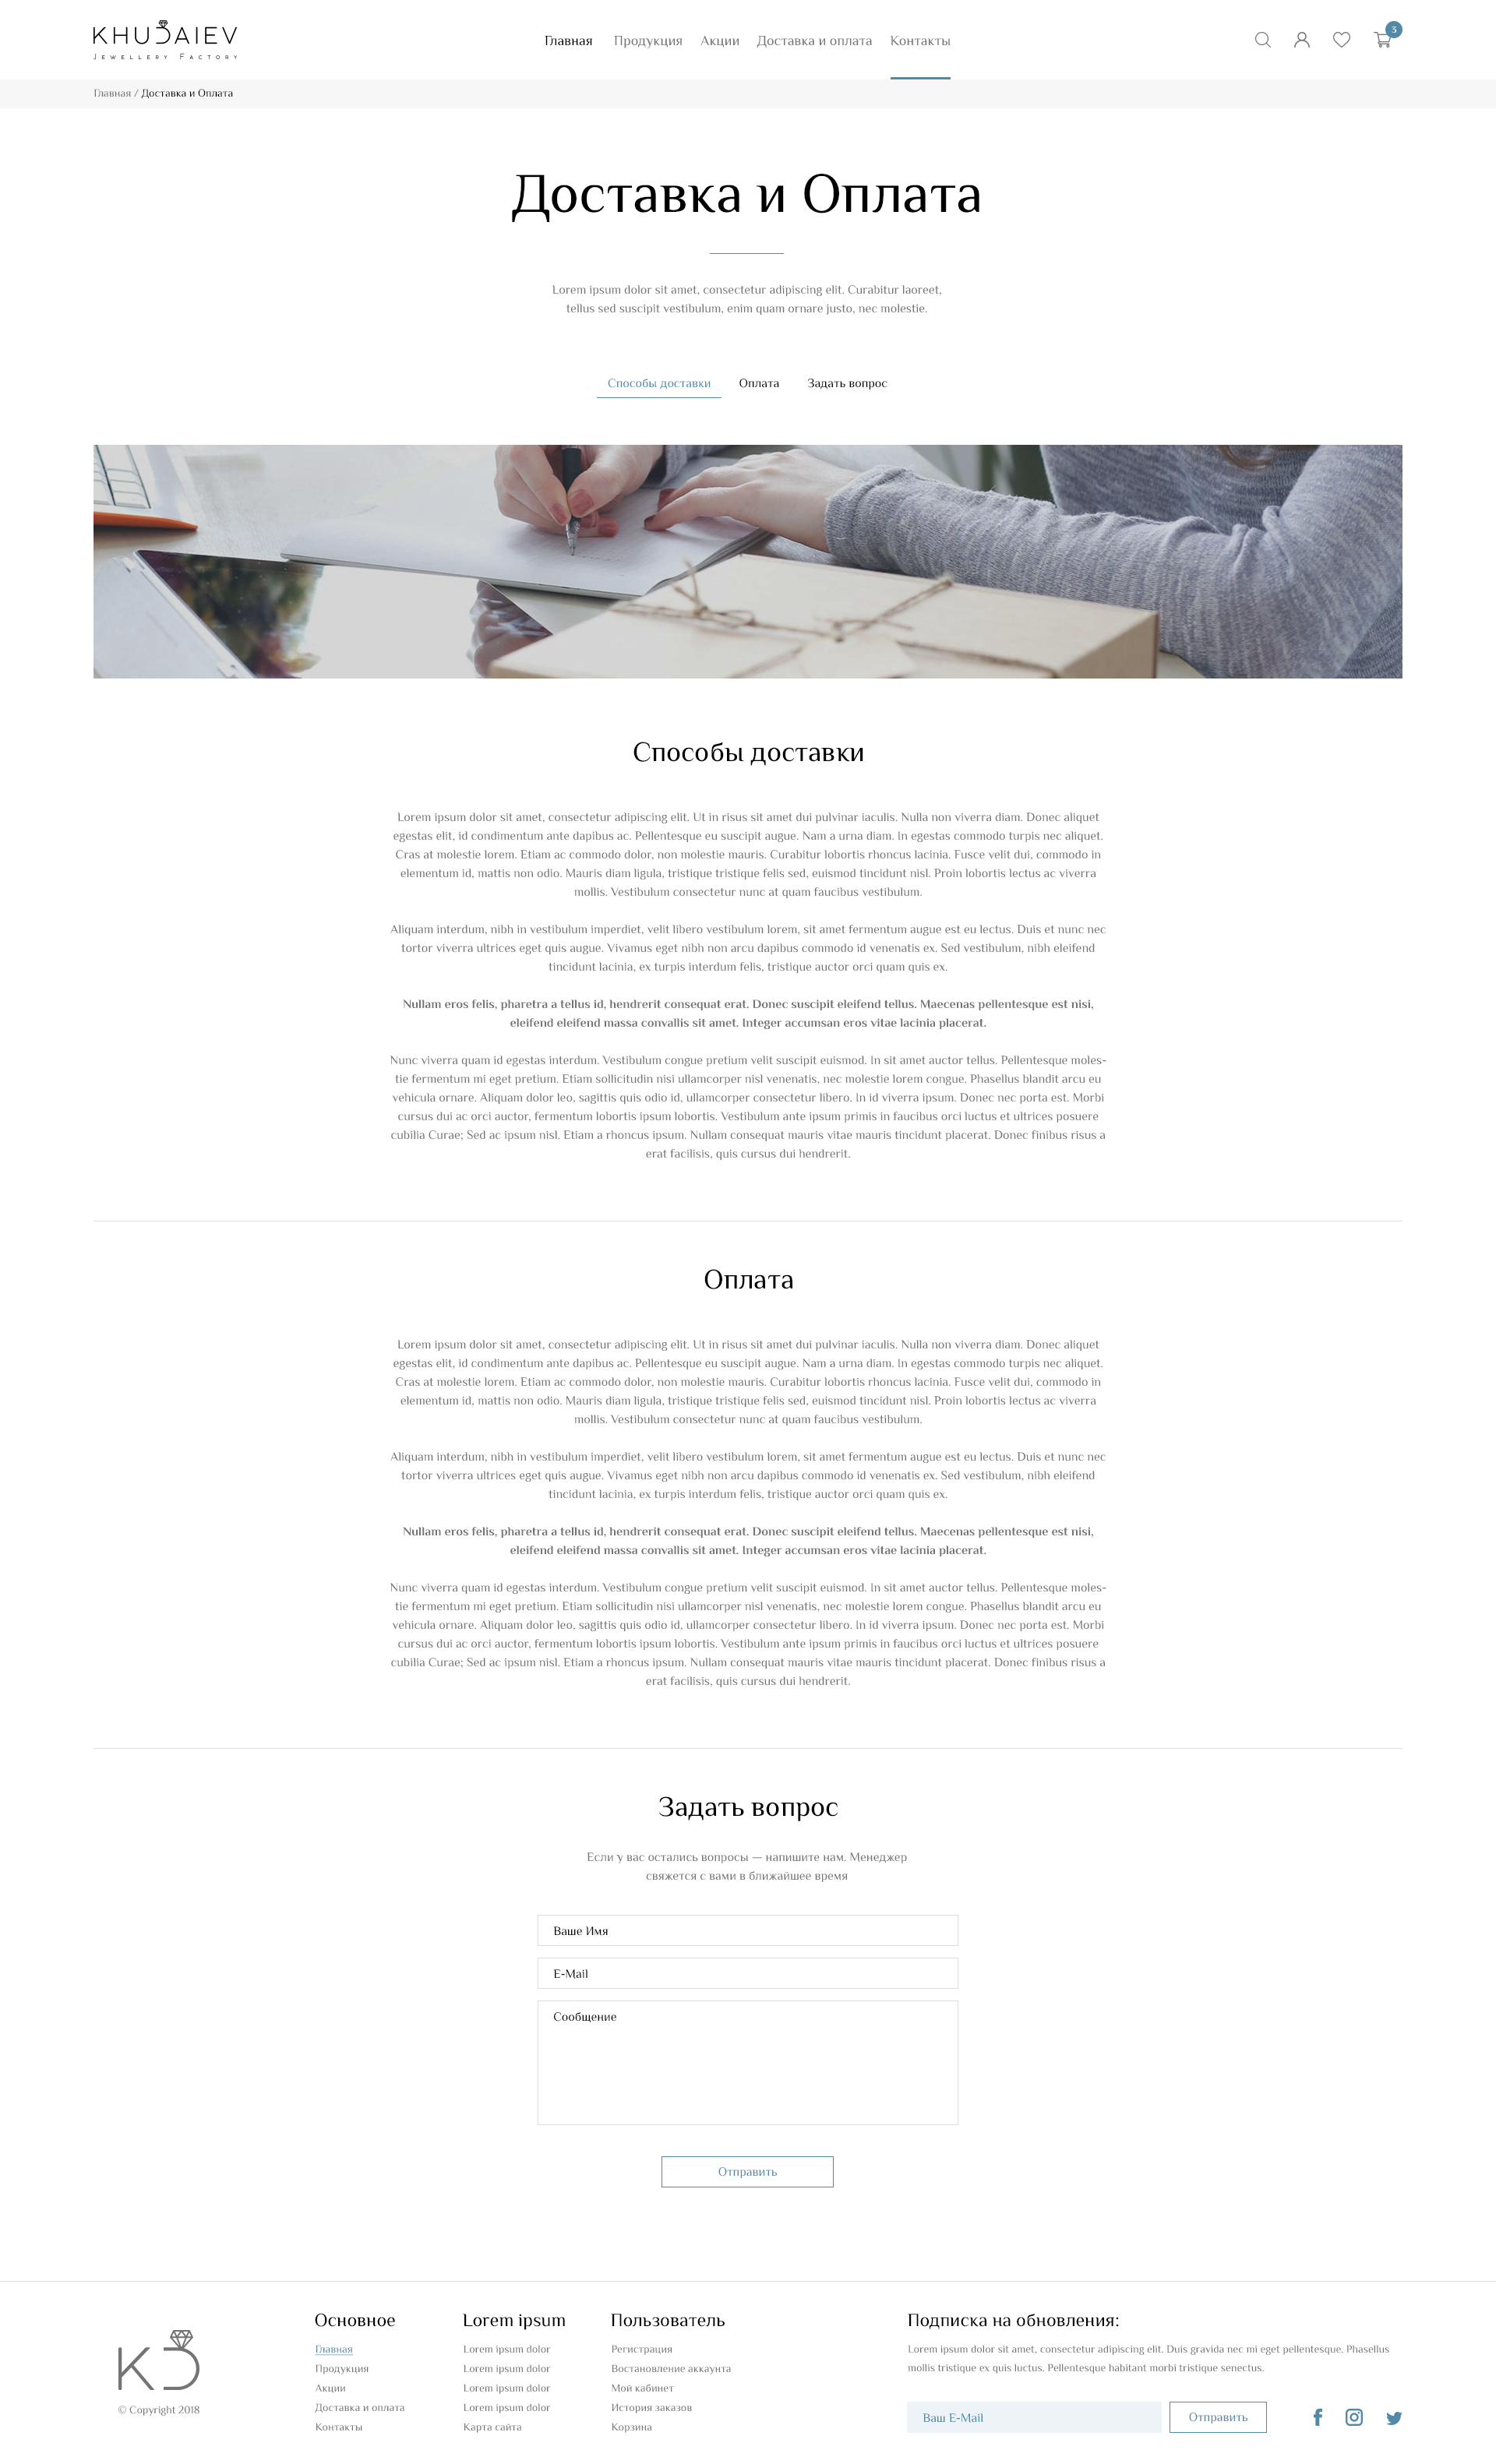 KHUDAIEV
JEWELLERY FACTORY
Главная Продукция Акции Доставка и оплата Контакты
3
Главная / Доставка и Оплата
Доставка и Оплата
Lorem ipsum dolor sit amet, consectetur adipiscing elit. Curabitur laoreet,
tellus sed suscipit vestibulum, enim quam ornare justo, nec molestie.
Способы доставки Оплата Задать вопрос
Способы доставки
Lorem ipsum dolor sit amet, consectetur adipiscing elit. Ut in risus sit amet dui pulvinar iaculis. Nulla non viverra diam. Donec aliquet
egestas elit, id condimentum ante dapibus ac. Pellentesque eu suscipit augue. Nam a urna diam. In egestas commodo turpis nec aliquet.
Cras at molestie lorem. Etiam ac commodo dolor, non molestie mauris. Curabitur lobortis rhoncus lacinia. Fusce velit dui, commodo in
elementum id, mattis non odio. Mauris diam ligula, tristique tristique felis sed, euismod tincidunt nisl. Proin lobortis lectus ac viverra
mollis. Vestibulum consectetur nunc at quam faucibus vestibulum.
Aliquam interdum, nibh in vestibulum imperdiet, velit libero vestibulum lorem, sit amet fermentum augue est eu lectus. Duis et nunc nec
tortor viverra ultrices eget quis augue. Vivamus eget nibh non arcu dapibus commodo id venenatis ex. Sed vestibulum, nibh eleifend
tincidunt lacinia, ex turpis interdum felis, tristique auctor orci quam quis ex.
Nullam eros felis, pharetra a tellus id, hendrerit consequat erat. Donec suscipit eleifend tellus. Maecenas pellentesque est nisi,
eleifend eleifend massa convallis sit amet. Integer accumsan eros vitae lacinia placerat.
Nunc viverra quam id egestas interdum. Vestibulum congue pretium velit suscipit euismod. In sit amet auctor tellus. Pellentesque moles-
tie fermentum mi eget pretium. Etiam sollicitudin nisi ullamcorper nisl venenatis, nec molestie lorem congue. Phasellus blandit arcu eu
vehicula ornare. Aliquam dolor leo, sagittis quis odio id, ullamcorper consectetur libero. In id viverra ipsum. Donec nec porta est. Morbi
cursus dui ac orci auctor, fermentum lobortis ipsum lobortis. Vestibulum ante ipsum primis in faucibus orci luctus et ultrices posuere
cubilia Curae; Sed ac ipsum nisl. Etiam a rhoncus ipsum. Nullam consequat mauris vitae mauris tincidunt placerat. Donec finibus risus a
erat facilisis, quis cursus dui hendrerit.
Оплата
Lorem ipsum dolor sit amet, consectetur adipiscing elit. Ut in risus sit amet dui pulvinar iaculis. Nulla non viverra diam. Donec aliquet
egestas elit, id condimentum ante dapibus ac. Pellentesque eu suscipit augue. Nam a urna diam. In egestas commodo turpis nec aliquet.
Cras at molestie lorem. Etiam ac commodo dolor, non molestie mauris. Curabitur lobortis rhoncus lacinia. Fusce velit dui, commodo in
elementum id, mattis non odio. Mauris diam ligula, tristique tristique felis sed, euismod tincidunt nisl. Proin lobortis lectus ac viverra
mollis. Vestibulum consectetur nunc at quam faucibus vestibulum.
Aliquam interdum, nibh in vestibulum imperdiet, velit libero vestibulum lorem, sit amet fermentum augue est eu lectus. Duis et nunc nec
tortor viverra ultrices eget quis augue. Vivamus eget nibh non arcu dapibus commodo id venenatis ex. Sed vestibulum, nibh eleifend
tincidunt lacinia, ex turpis interdum felis, tristique auctor orci quam quis ex.
Nullam eros felis, pharetra a tellus id, hendrerit consequat erat. Donec suscipit eleifend tellus. Maecenas pellentesque est nisi,
eleifend eleifend massa convallis sit amet. Integer accumsan eros vitae lacinia placerat.
Nunc viverra quam id egestas interdum. Vestibulum congue pretium velit suscipit euismod. In sit amet auctor tellus. Pellentesque moles-
tie fermentum mi eget pretium. Etiam sollicitudin nisi ullamcorper nisl venenatis, nec molestie lorem congue. Phasellus blandit arcu eu
vehicula ornare. Aliquam dolor leo, sagittis quis odio id, ullamcorper consectetur libero. In id viverra ipsum. Donec nec porta est. Morbi
cursus dui ac orci auctor, fermentum lobortis ipsum lobortis. Vestibulum ante ipsum primis in faucibus orci luctus et ultrices posuere
cubilia Curae; Sed ac ipsum nisl. Etiam a rhoncus ipsum. Nullam consequat mauris vitae mauris tincidunt placerat. Donec finibus risus a
erat facilisis, quis cursus dui hendrerit.
Задать вопрос
Если у вас остались вопросы — напишите нам. Менеджер
свяжется с вами в ближайшее время
Ваше Имя
E-Mail
Сообщение
Отправить
KD
© Copyright 2018
Основное
Главная
Продукция
Акции
Доставка и оплата
Контакты
Lorem ipsum
Lorem ipsum dolor
Lorem ipsum dolor
Lorem ipsum dolor
Lorem ipsum dolor
Карта сайта
Пользователь
Регистрация
Востановление аккаунта
Мой кабинет
История заказов
Корзина
Подписка на обновления:
Lorem ipsum dolor sit amet, consectetur adipiscing elit. Duis gravida nec mi eget pellentesque. Phasellus
mollis tristique ex quis luctus. Pellentesque habitant morbi tristique senectus.
Ваш E-Mail
Отправить